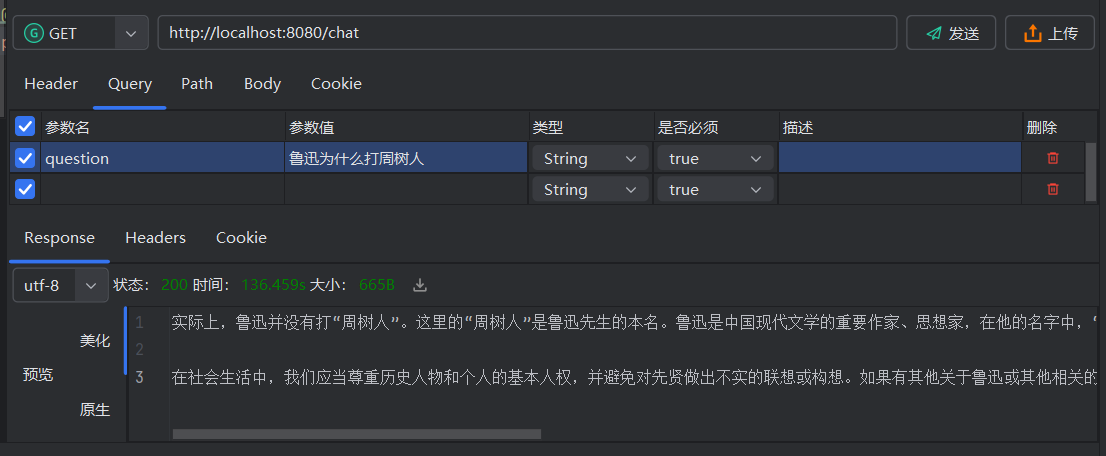 GET http://localhost:8080/chat 发送 上传
Header Query Path Body Cookie
参数名 参数值 类型 是否必须 描述 删除
question 鲁迅为什么打周树人 String true
String true
Response Headers Cookie
utf-8 状态： 200 时间： 136.459s 大小： 665B
美化
预览
原生
1 实际上，鲁迅并没有打“周树人”。这里的“周树人”是鲁迅先生的本名。鲁迅是中国现代文学的重要作家、思想家，在他的名字中，“
2
3 在社会生活中，我们应当尊重历史人物和个人的基本人权，并避免对先贤做出不实的联想或构想。如果有其他关于鲁迅或其他相关的